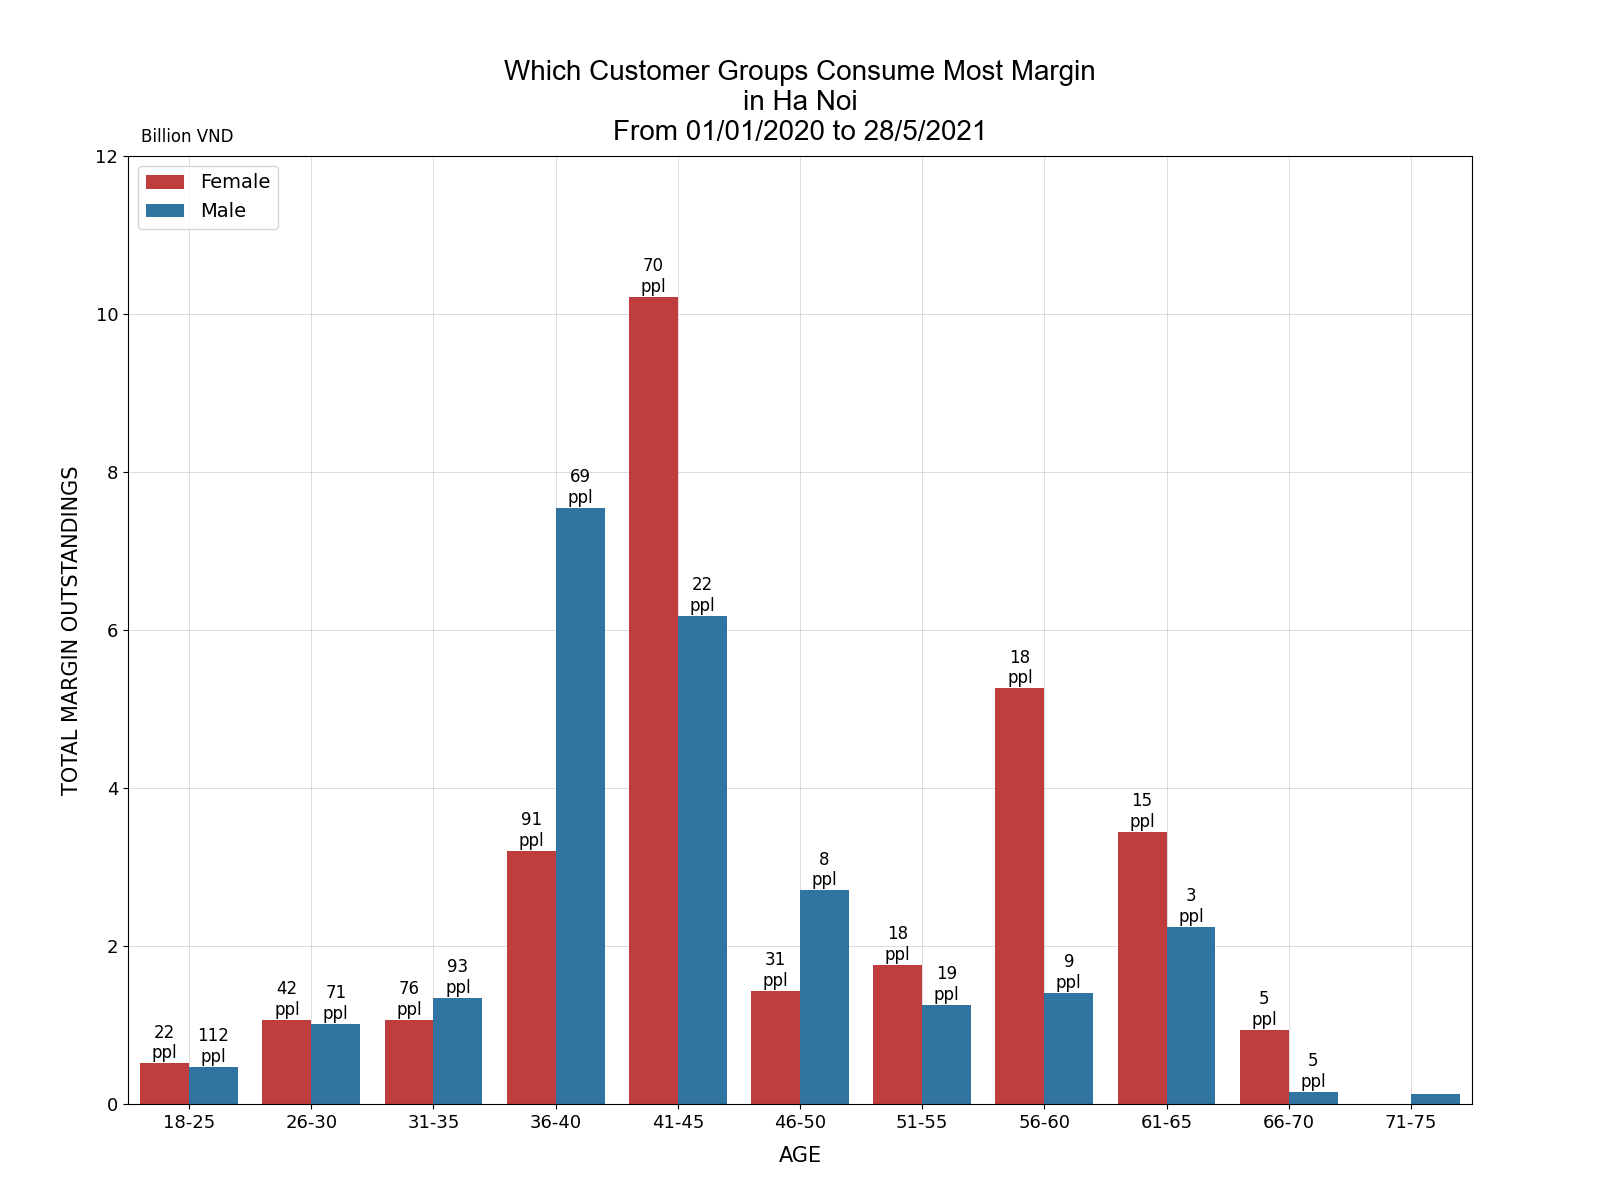 Which Customer Groups Consume Most Margin
in Ha Noi
From 01/01/2020 to 28/5/2021
Billion VND
Female
Male
TOTAL MARGIN OUTSTANDINGS
12
10
8
6
4
2
0
22
ppl
112
ppl
42
ppl
71
ppl
76
ppl
93
ppl
91
ppl
69
ppl
70
ppl
22
ppl
31
ppl
8
ppl
18
ppl
19
ppl
18
ppl
9
ppl
15
ppl
3
ppl
5
ppl
5
ppl
18-25 26-30 31-35 36-40 41-45 46-50 51-55 56-60 61-65 66-70 71-75
AGE